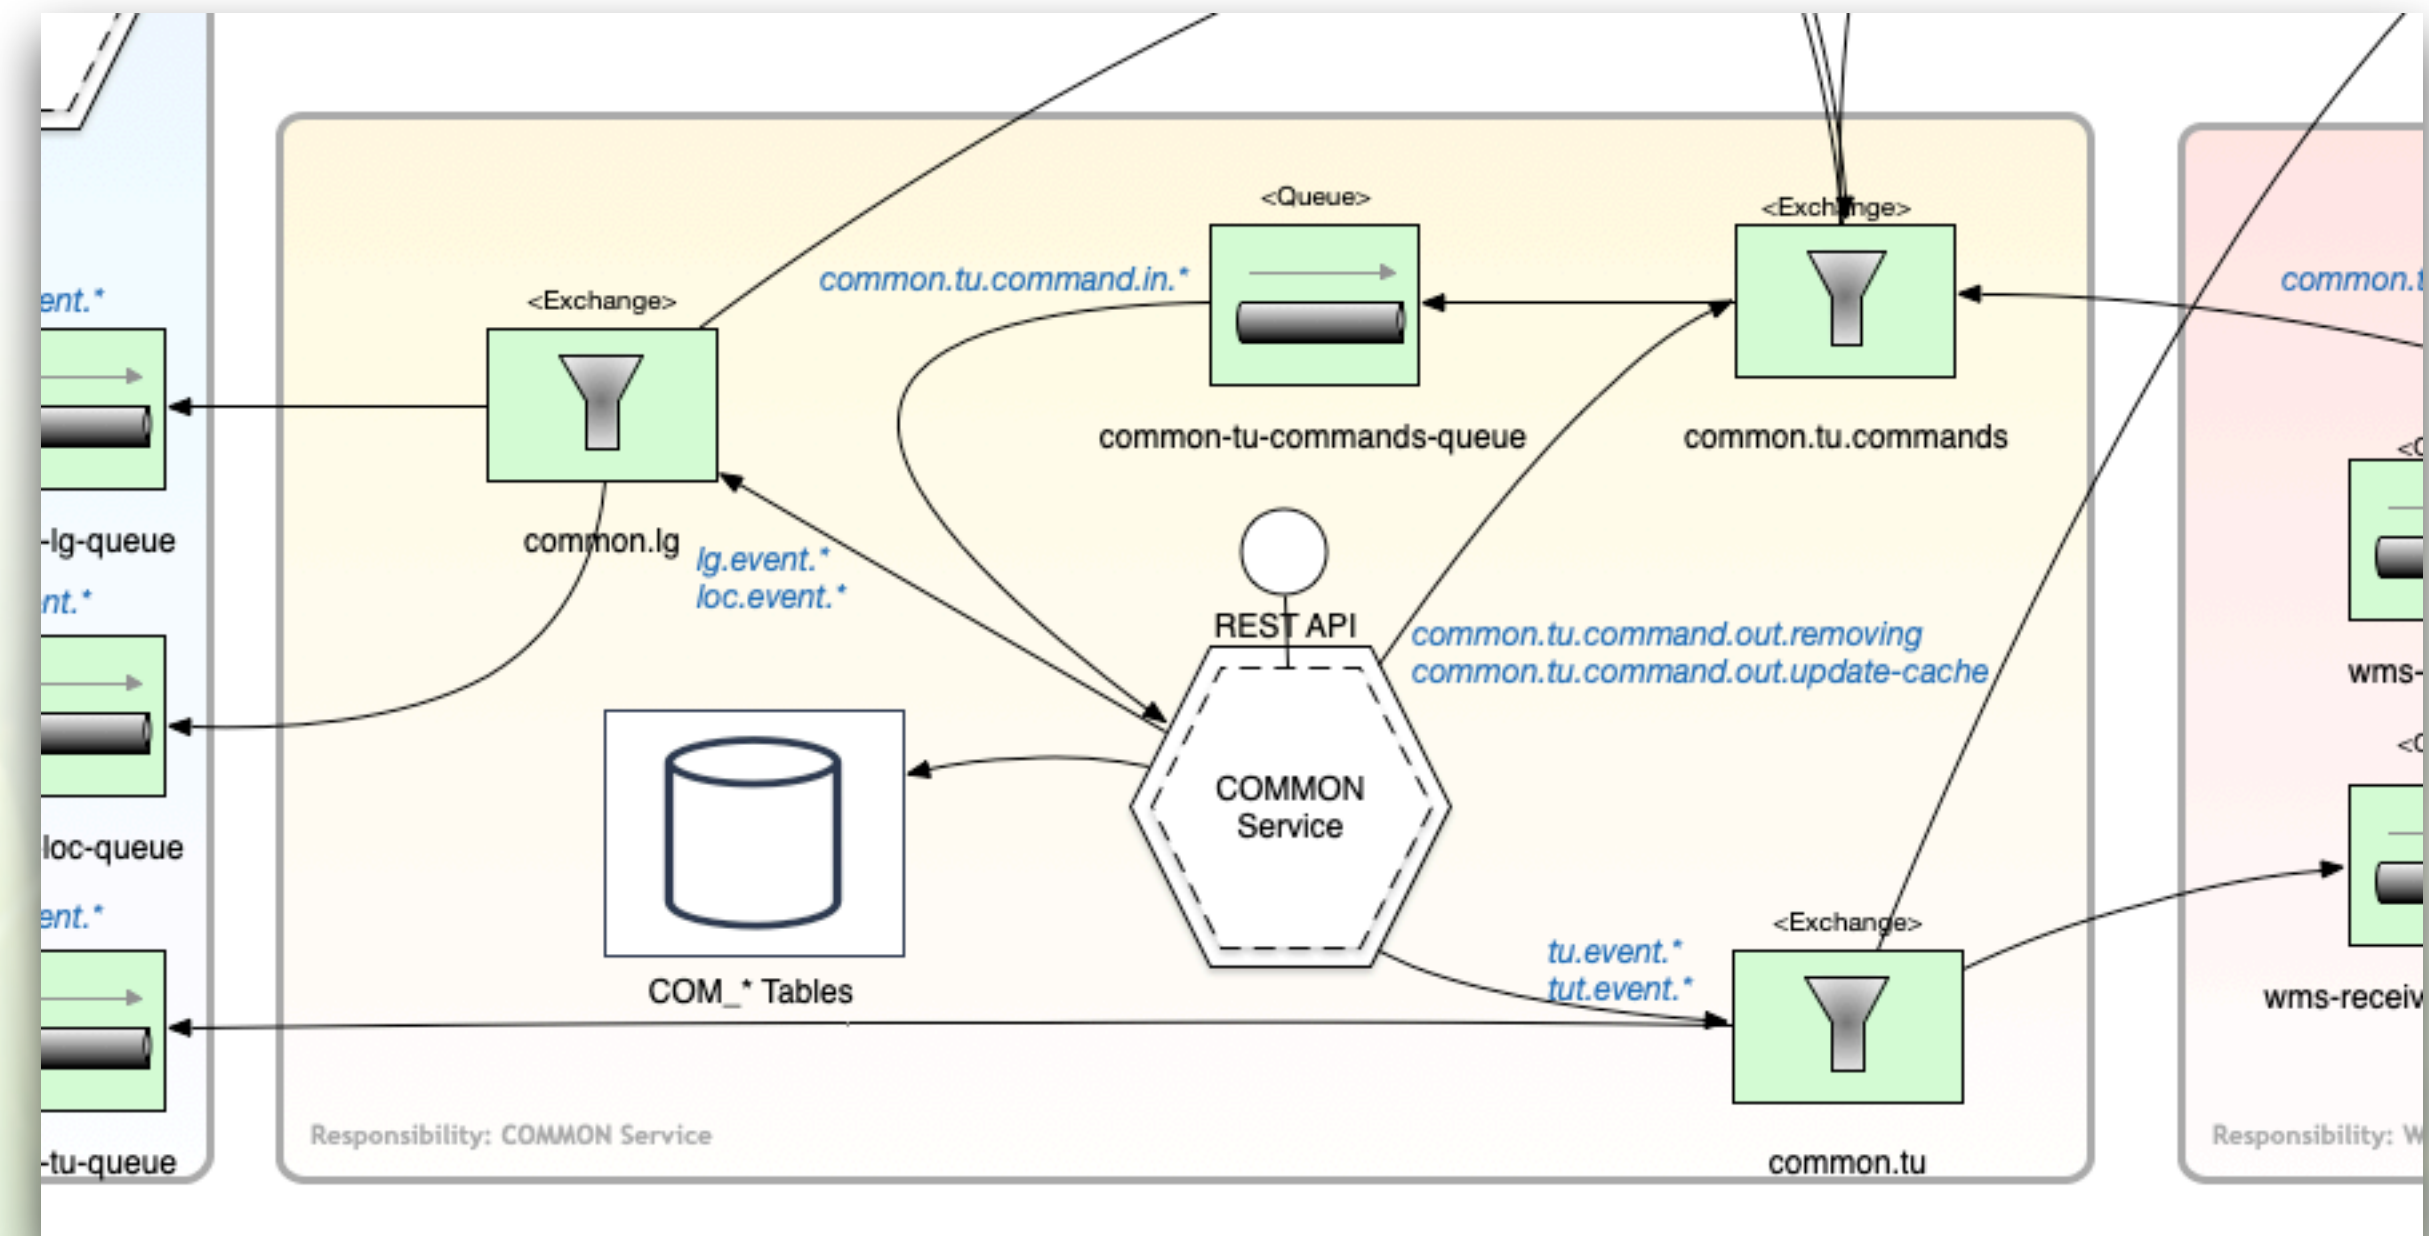 <Queue>
<Exchange>
common.tu.command.in.*
<Exchange>
common-tu-commands-queue
common.tu.commands
common.lg
lg.event.*
loc.event.*
REST API
common.tu.command.out.removing
common.tu.command.out.update-cache
COMMON
Service
COM_* Tables
<Exchange>
tu.event.*
tut.event.*
common.tu
Responsibility: COMMON Service
ent.*
-lg-queue
nt.*
loc-queue
ent.*
-tu-queue
common.t
wms-
wms-receiv
Responsibility: W